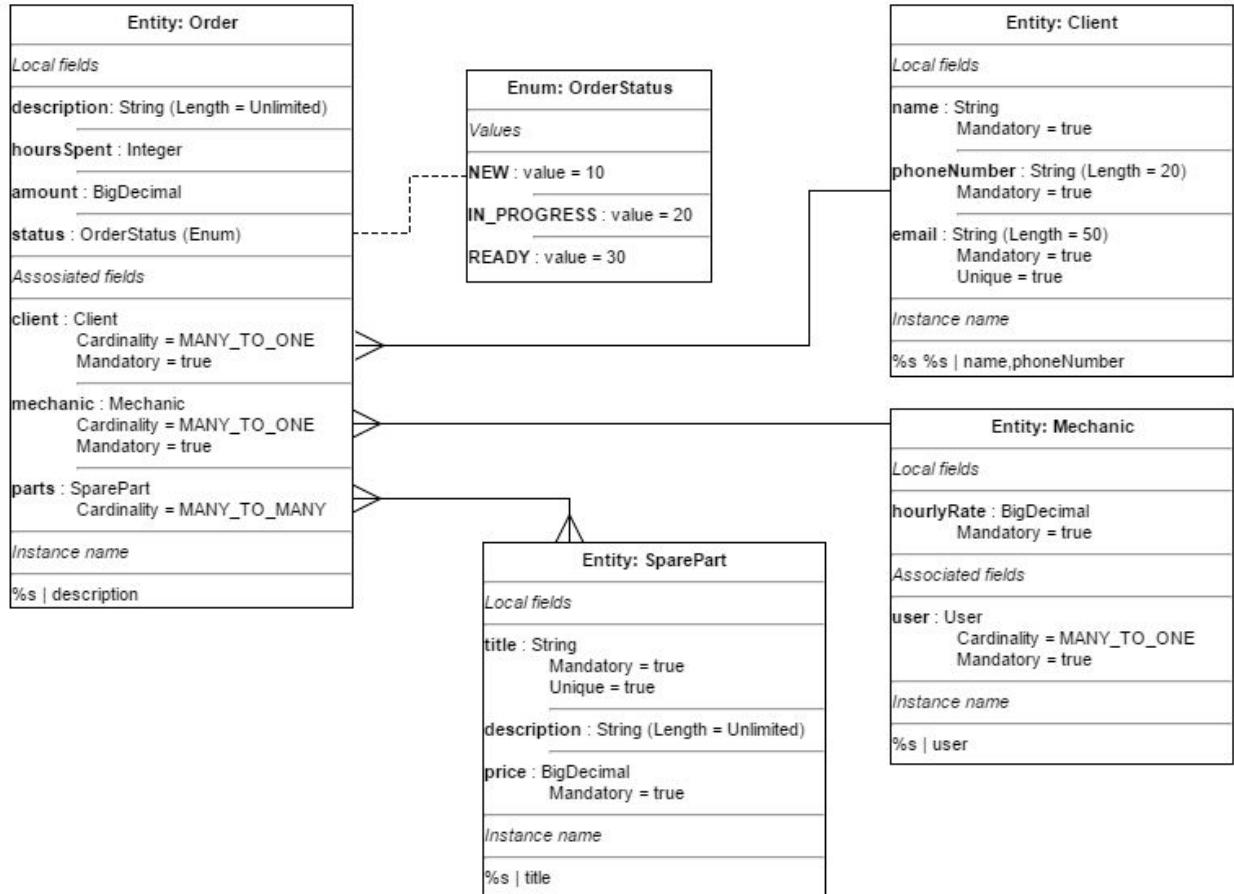 Entity: Order
Local fields
description: String (Length = Unlimited)
hoursSpent : Integer
amount : BigDecimal
status : OrderStatus (Enum)
Assosiated fields
client : Client
Cardinality = MANY_TO_ONE
Mandatory = true
mechanic : Mechanic
Cardinality = MANY_TO_ONE
Mandatory = true
parts : SparePart
Cardinality = MANY_TO_MANY
Instance name
%s | description
Enum: OrderStatus
Values
NEW : value = 10
IN_PROGRESS : value = 20
READY : value = 30
Entity: Client
Local fields
name : String
Mandatory = true
phoneNumber : String (Length = 20)
Mandatory = true
email : String (Length = 50)
Mandatory = true
Unique = true
Instance name
%s %s | name,phoneNumber
Entity: Mechanic
Local fields
hourlyRate : BigDecimal
Mandatory = true
Associated fields
user : User
Cardinality = MANY_TO_ONE
Mandatory = true
Instance name
%s | user
Entity: SparePart
Local fields
title : String
Mandatory = true
Unique = true
description : String (Length = Unlimited)
price : BigDecimal
Mandatory = true
Instance name
%s | title